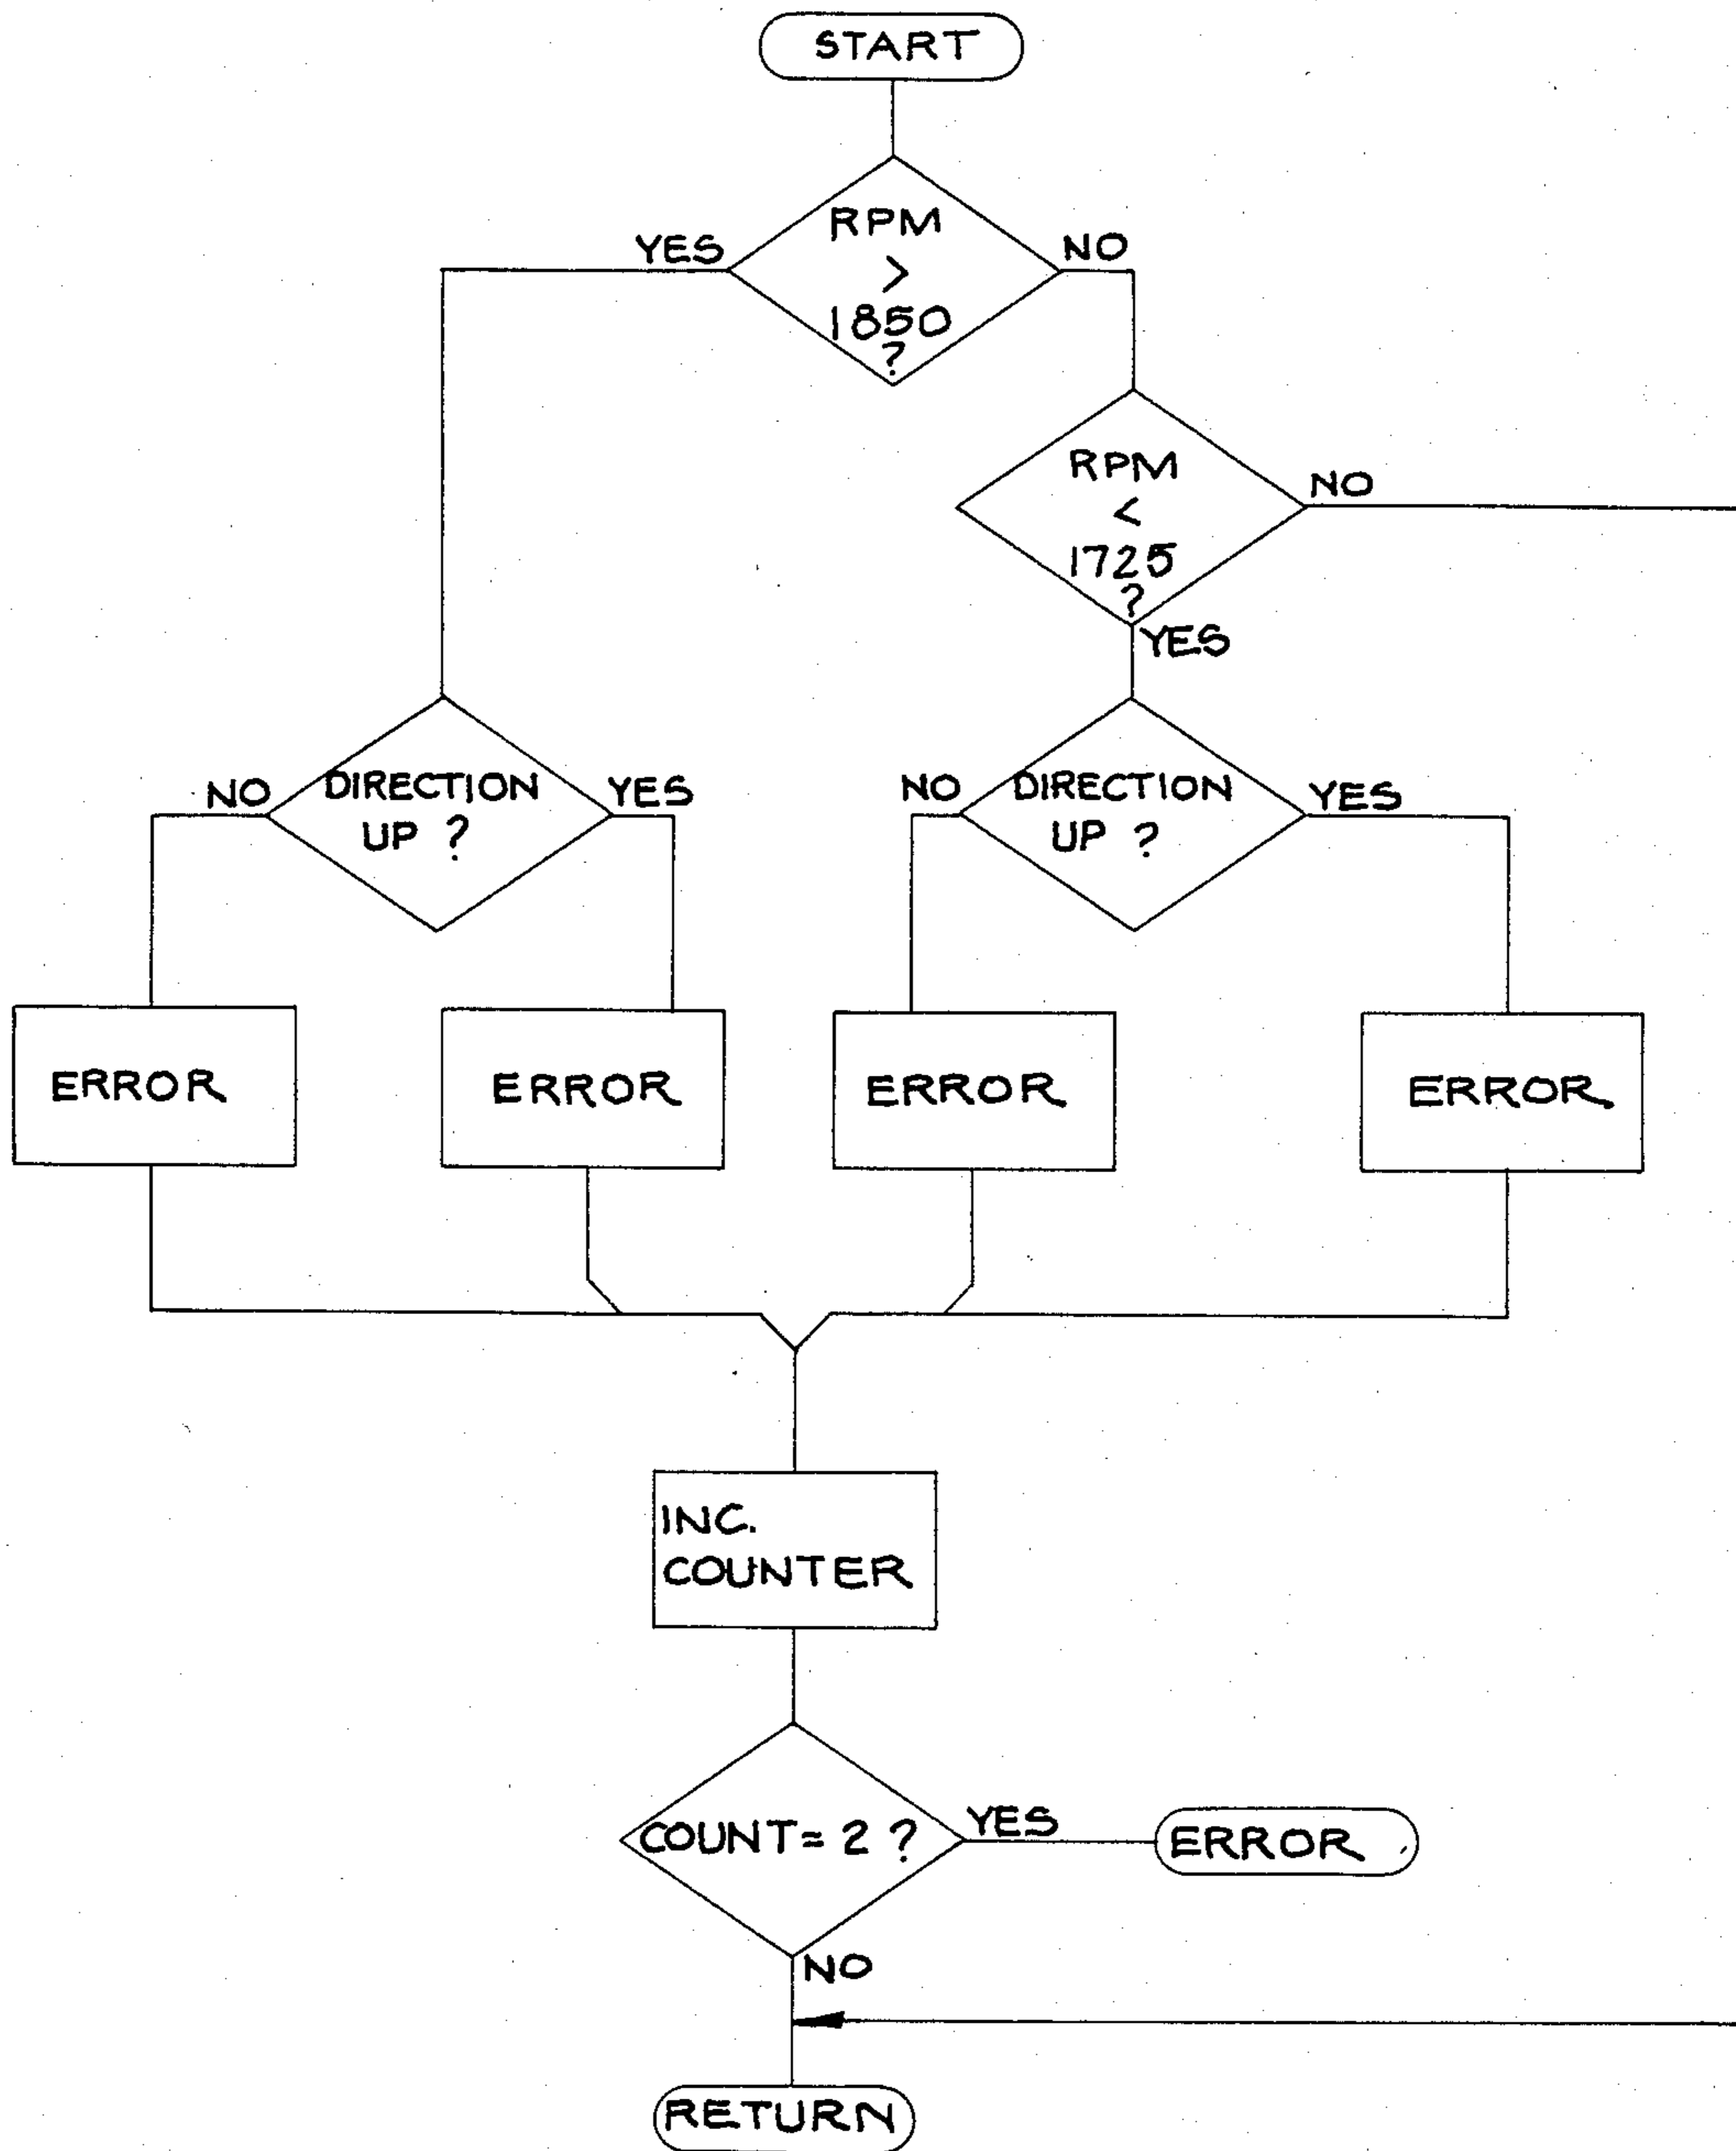 START
RPM
>
1850
?
YES
NO
RPM
<
1725
?
NO
YES
DIRECTION
UP ?
NO
YES
DIRECTION
UP ?
NO
YES
ERROR
ERROR
ERROR
ERROR
INC.
COUNTER
COUNT= 2 ?
YES
ERROR
NO
RETURN